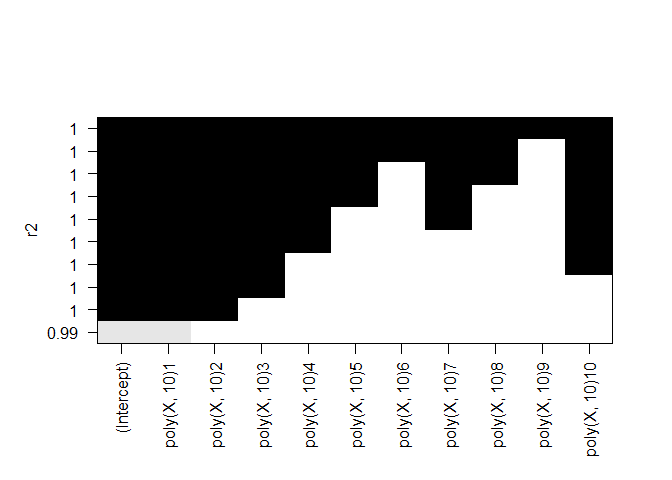 1
1
1
1
1
1
1
1
1
0.99
r2
(Intercept)
poly(X, 10)1
poly(X, 10)2
poly(X, 10)3
poly(X, 10)4
poly(X, 10)5
poly(X, 10)6
poly(X, 10)7
poly(X, 10)8
poly(X, 10)9
poly(X, 10)10